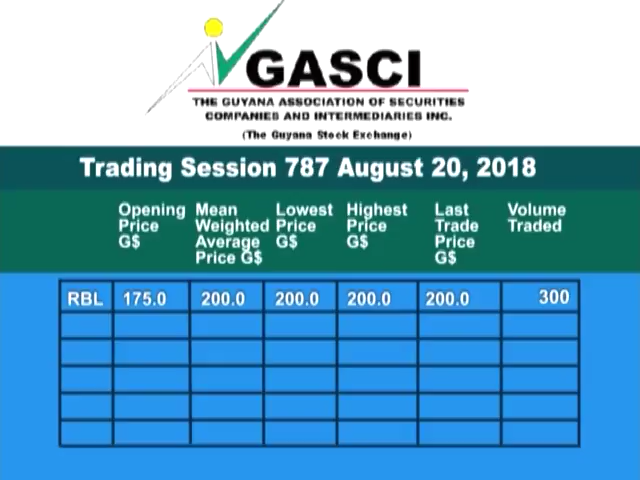 GASCI
THE GUYANA ASSOCIATION OF SECURITIES
COMPANIES AND INTERMEDIARIES INC.
(The Guyana Stock Exchange)
Trading Session 787 August 20, 2018
Opening Price G$ Mean Weighted Average Price G$ Lowest Price G$ Highest Price G$ Last Trade Price G$ Volume Traded
RBL 175.0 200.0 200.0 200.0 200.0 300